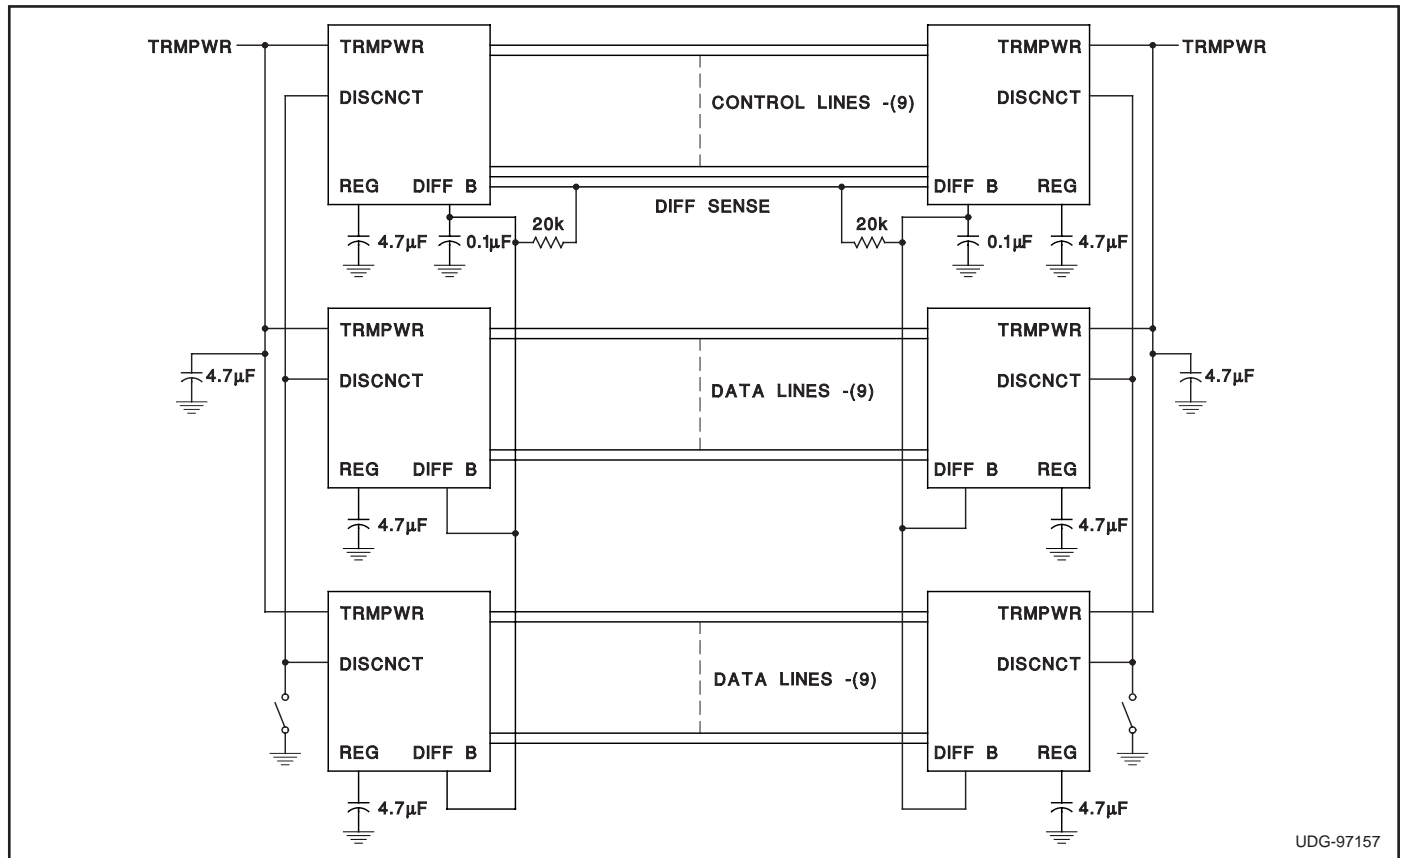 TRMPWR TRMPWR TRMPWR TRMPWR
DISCNCT CONTROL LINES -(9) DISCNCT
REG DIFF B DIFF B REG
DIFF SENSE
20k 20k
4.7µF 0.1µF 0.1µF 4.7µF
TRMPWR TRMPWR
4.7µF DISCNCT DISCNCT 4.7µF
DATA LINES -(9)
REG DIFF B DIFF B REG
4.7µF 4.7µF
TRMPWR TRMPWR
DISCNCT DISCNCT
DATA LINES -(9)
REG DIFF B DIFF B REG
4.7µF 4.7µF
UDG-97157